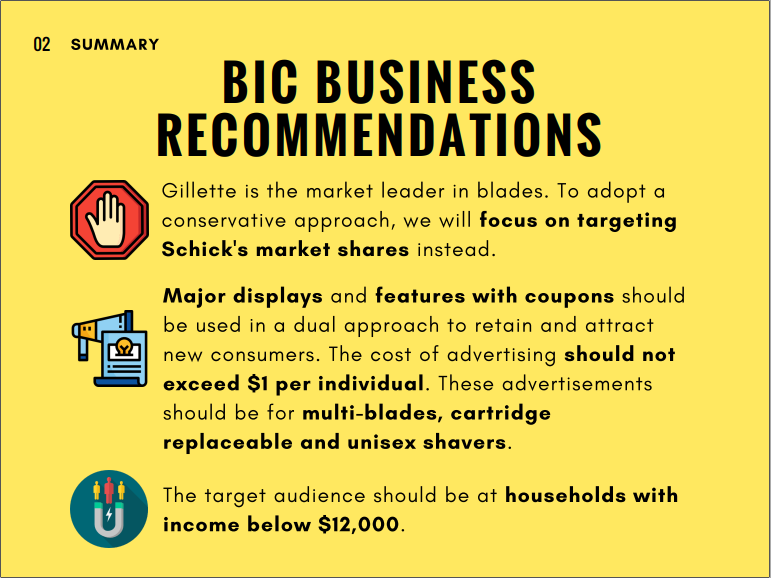 02 SUMMARY
BIC BUSINESS
RECOMMENDATIONS
Gillette is the market leader in blades. To adopt a
conservative approach, we will focus on targeting
Schick's market shares instead.
Major displays and features with coupons should
be used in a dual approach to retain and attract
new consumers. The cost of advertising should not
exceed $1 per individual. These advertisements
should be for multi-blades, cartridge
replaceable and unisex shavers.
The target audience should be at households with
income below $12,000.